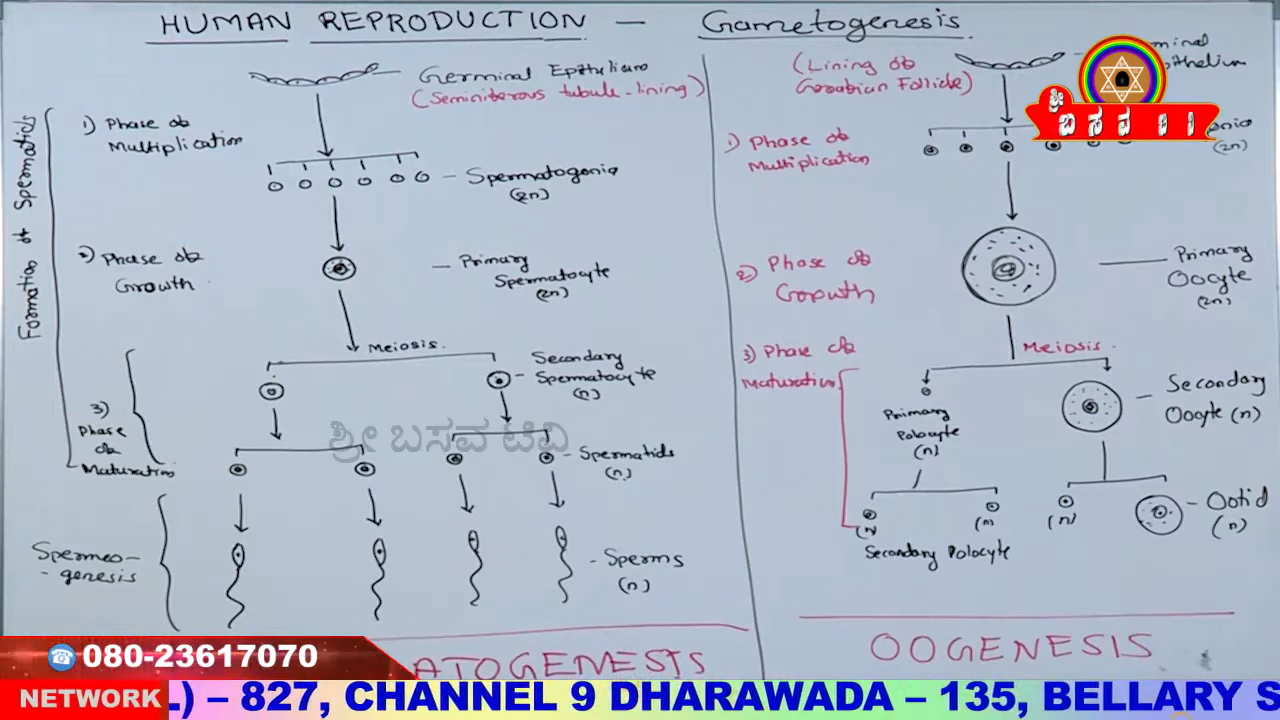 HUMAN REPRODUCTION — Gametogenesis
Germinal Epithelium
(Seminiferous tubule-lining)
Formation of Spermatids
1) Phase of
Multiplication
Spermatogonia
(2n)
2) Phase of
Growth
Primary
Spermatocyte
(2n)
Meiosis.
Secondary
Spermatocyte
(n)
3)
Phase
of
Maturation
Spermatids
(n)
Spermeo-
-genesis
Sperms
(n)
ATOGENESIS
(Lining of
Follicle)
1) Phase of
Multiplication
(2n)
2) Phase of
Growth
Primary
Oocyte
(2n)
3) Phase of
Maturation
Meiosis.
Primary
Polocyte
(n)
Secondary
Oocyte (n)
(n)
(n)
(n)
Ootid
(n)
Secondary Polocyte
OOGENESIS
ಶ್ರೀ
ಬಸವ
ಶ್ರೀ ಬಸವ ಟಿವಿ
080-23617070
NETWORK
.) – 827, CHANNEL 9 DHARAWADA – 135, BELLARY S